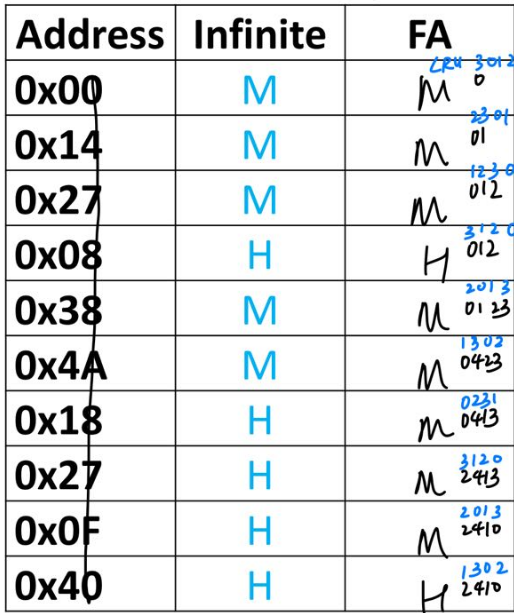 Address Infinite FA
LRU 3012
0x00 M M 0
2301
0x14 M M 01
1230
0x27 M M 012
3120
0x08 H H 012
2013
0x38 M M 0123
1302
0x4A M M 0423
0231
0x18 H M 0413
3120
0x27 H M 2413
2013
0x0F H M 2410
1302
0x40 H H 2410